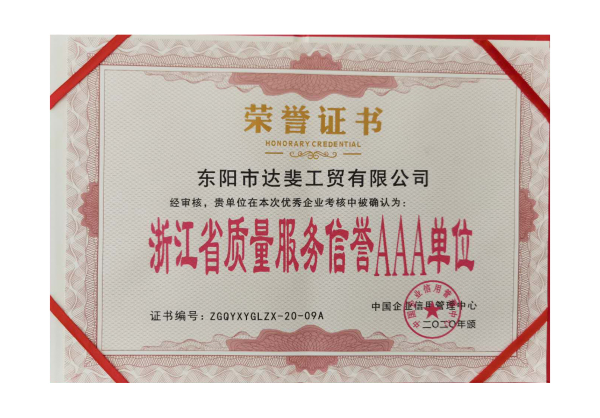 荣誉证书
HONORARY CREDENTIAL
东阳市达斐工贸有限公司
经审核,贵单位在本次优秀企业考核中被确认为:
浙江省质量服务信誉AAA单位
中国企业信用管理中心
证书编号:ZGQYXYGLZX-20-09A
二〇二〇年颁